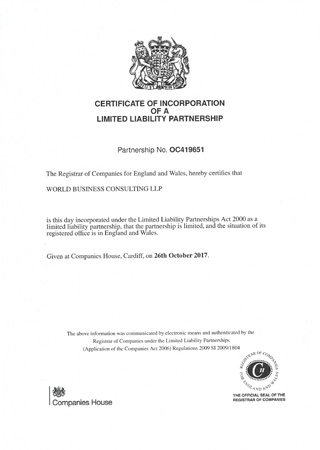 CERTIFICATE OF INCORPORATION
OF A
LIMITED LIABILITY PARTNERSHIP
Partnership No. OC419651
The Registrar of Companies for England and Wales, hereby certifies that
WORLD BUSINESS CONSULTING LLP
is this day incorporated under the Limited Liability Partnerships Act 2000 as a
limited liability partnership, that the partnership is limited, and the situation of its
registered office is in England and Wales.
Given at Companies House, Cardiff, on 26th October 2017.
The above information was communicated by electronic means and authenticated by the
Registrar of Companies under the Limited Liability Partnerships
(Application of the Companies Act 2006) Regulations 2009 SI 2009/1804
Companies House
REGISTRAR OF COMPANIES
FOR ENGLAND AND WALES
CH
THE OFFICIAL SEAL OF THE
REGISTRAR OF COMPANIES